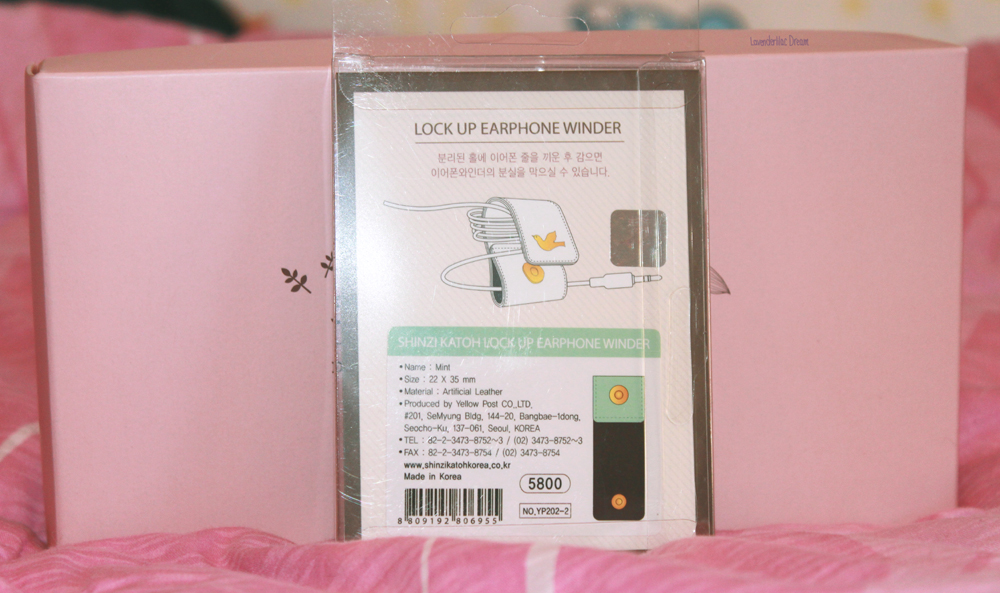 LavenderLilac Dream
LOCK UP EARPHONE WINDER
분리된 홀에 이어폰 줄을 끼운 후 감으면
이어폰와인더의 분실을 막으실 수 있습니다.
SHINZI KATOH LOCK UP EARPHONE WINDER
• Name : Mint
• Size : 22 X 35 mm
• Material : Artificial Leather
• Produced by Yellow Post CO.,LTD.
#201, SeMyung Bldg, 144-20, Bangbae-1dong,
Seocho-Ku, 137-061, Seoul, KOREA
• TEL : 82-2-3473-8752~3 / (02) 3473-8752~3
• FAX : 82-2-3473-8754 / (02) 3473-8754
www.shinzikatohkorea.co.kr
Made in Korea
5800
NO.YP202-2
8 809192 806955